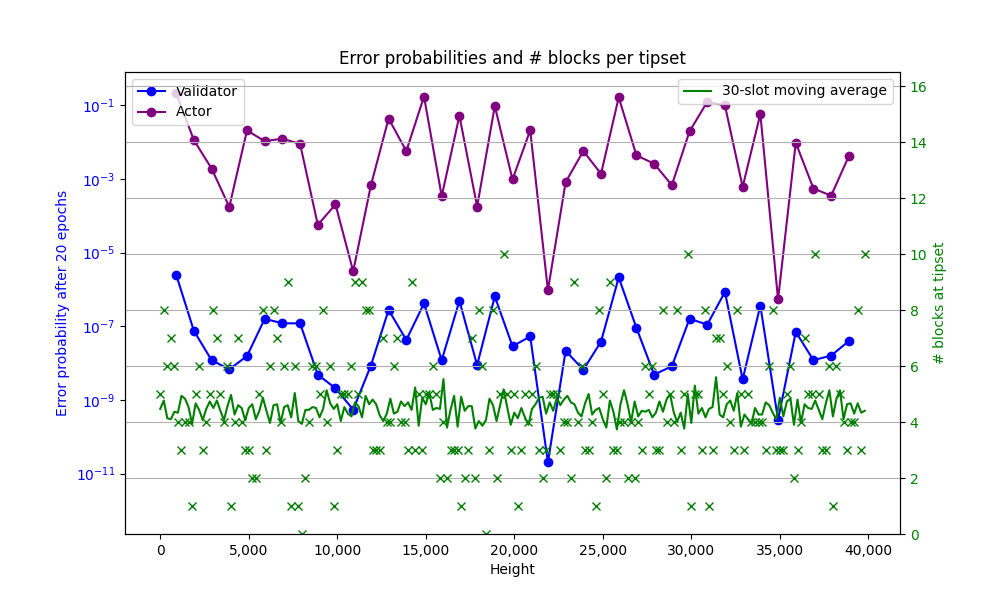 Error probabilities and # blocks per tipset
Validator
Actor
30-slot moving average
Error probability after 20 epochs
10⁻¹
10⁻³
10⁻⁵
10⁻⁷
10⁻⁹
10⁻¹¹
16
14
12
10
8
6
4
2
0
# blocks at tipset
0 5,000 10,000 15,000 20,000 25,000 30,000 35,000 40,000
Height